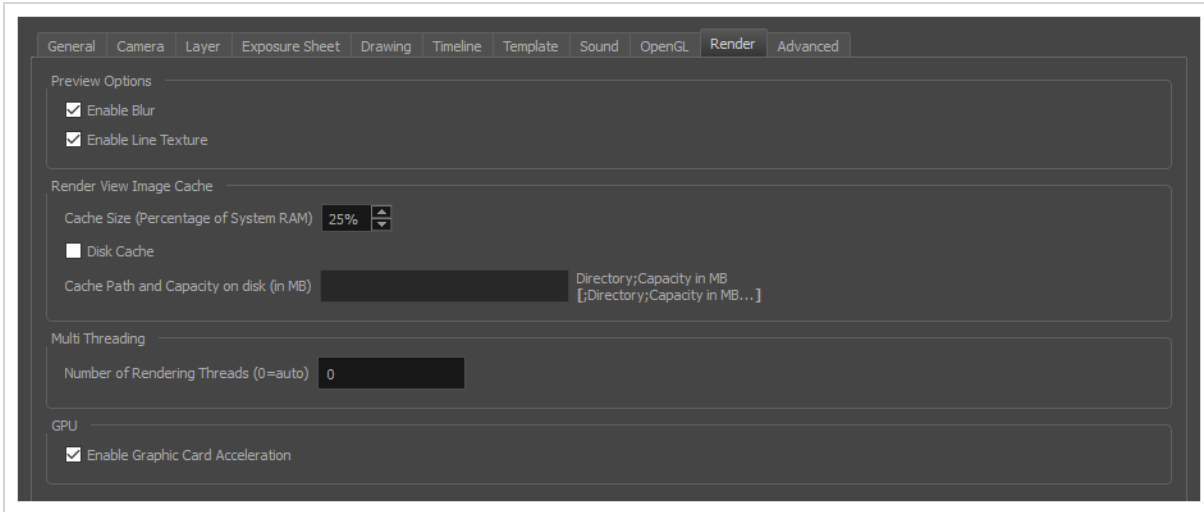 General Camera Layer Exposure Sheet Drawing Timeline Template Sound OpenGL Render Advanced
Preview Options
Enable Blur
Enable Line Texture
Render View Image Cache
Cache Size (Percentage of System RAM) 25%
Disk Cache
Cache Path and Capacity on disk (in MB)
Directory;Capacity in MB
[;Directory;Capacity in MB...]
Multi Threading
Number of Rendering Threads (0=auto) 0
GPU
Enable Graphic Card Acceleration